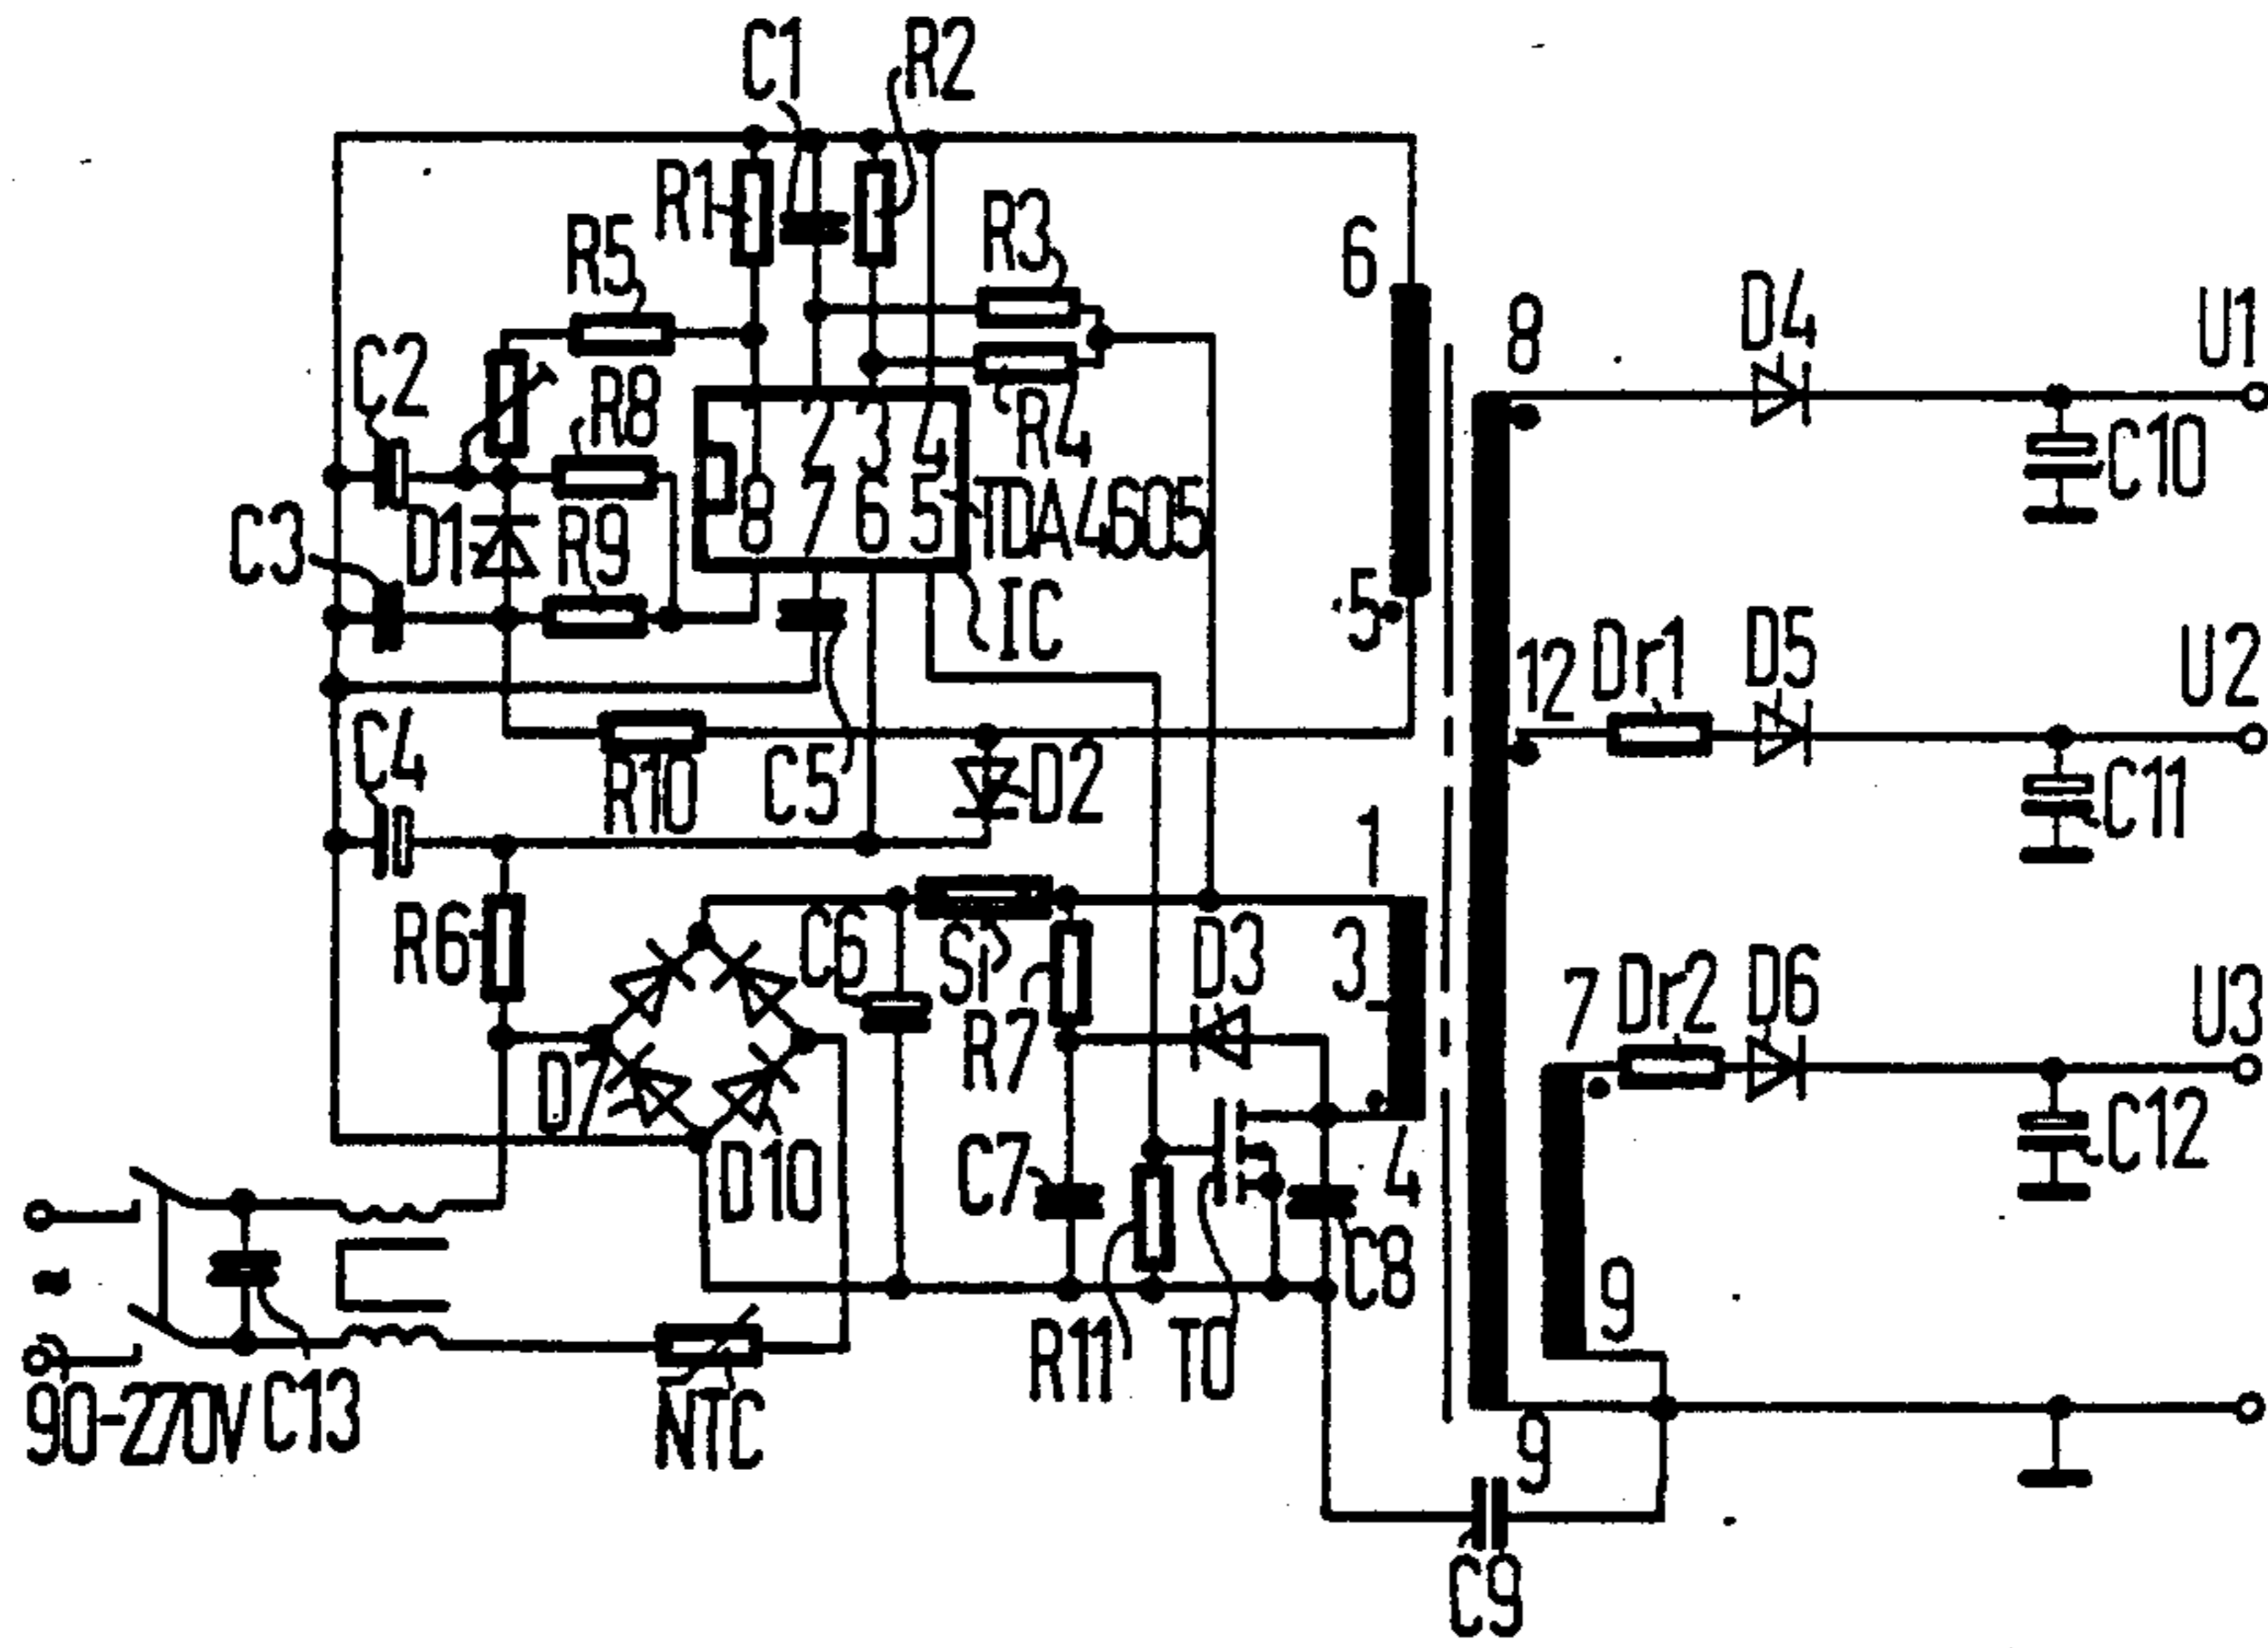 C1
R2
R1
R3
R5
6
8
D4
U1
C2
R8
R4
C10
1 2 3 4
8 7 6 5
TDA4605
C3
D1
R9
IC
5
12
Dr1
D5
U2
C4
R10
C5
D2
C11
1
R6
C6
SP
R7
D3
3
7
Dr2
D6
U3
D7
D10
C7
4
C12
C8
9
~
90-270V
C13
NTC
R11
T0
9
C9